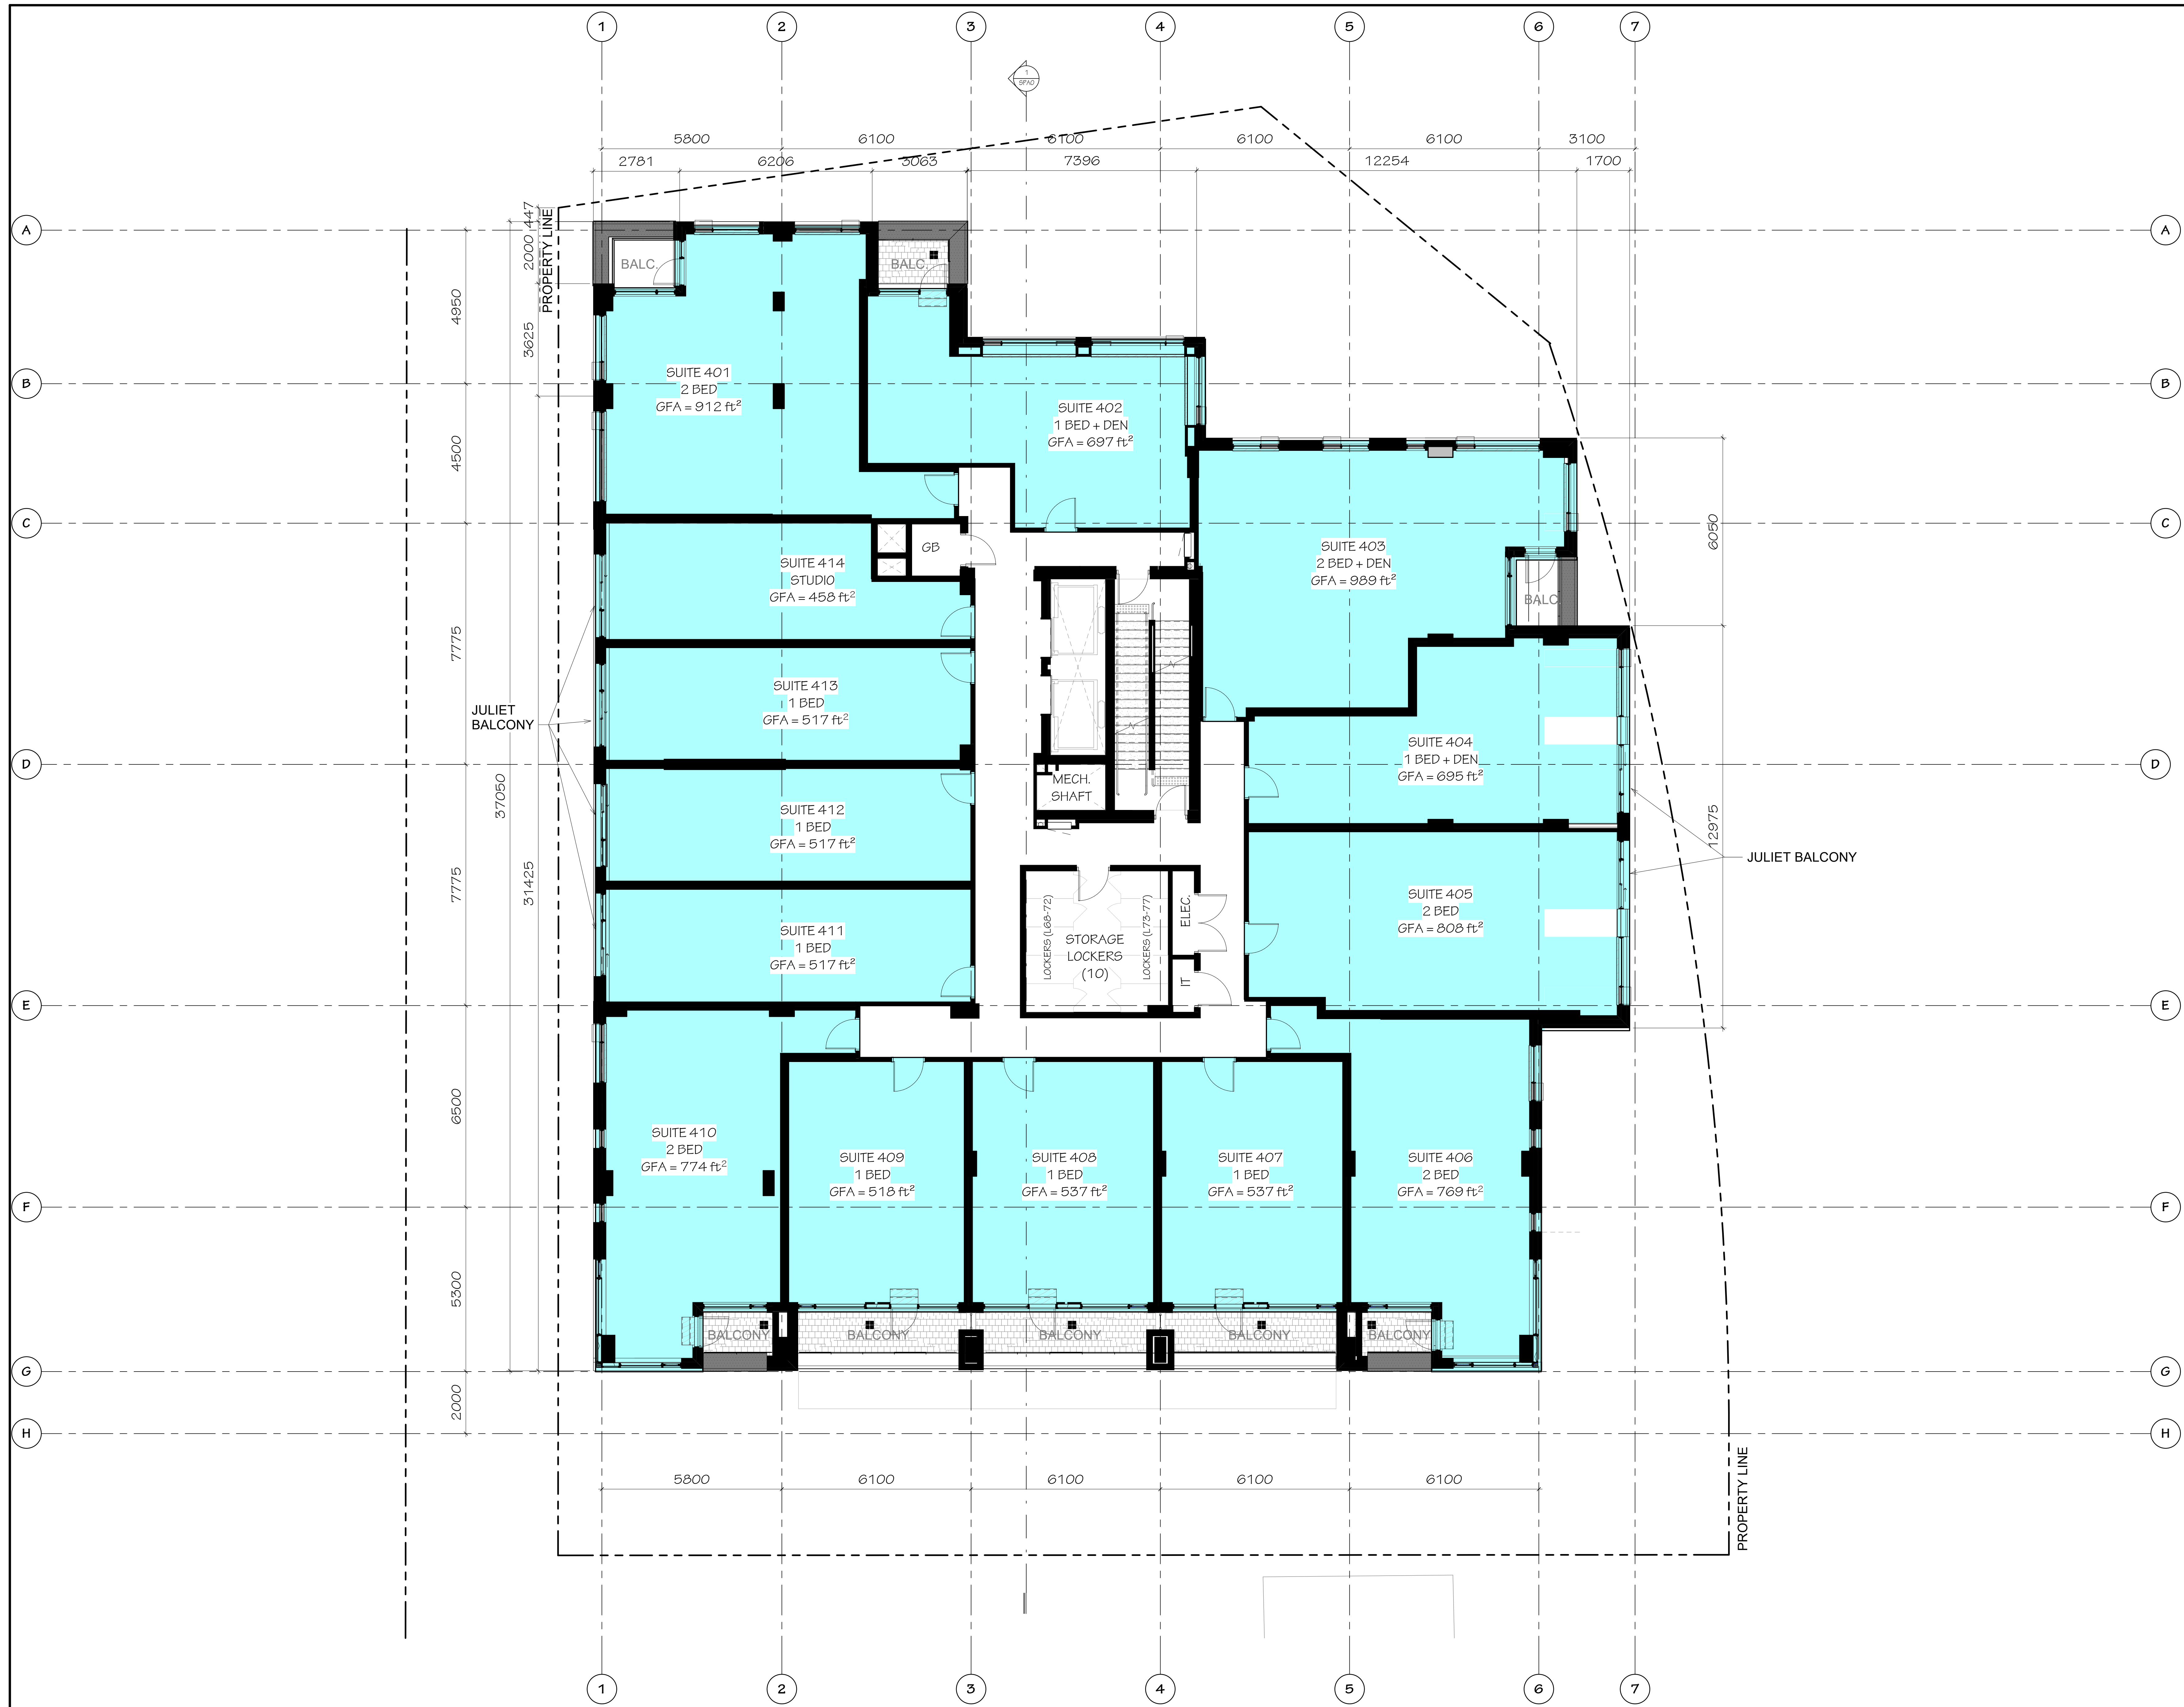 1 2 3 4 5 6 7
1
SPA0
5800 6100 6100 6100 6100 3100
2781 6206 3063 7396 12254 1700
447
2000
3625
PROPERTY LINE
A A
BALC.
BALC.
4950
B B
SUITE 401
2 BED
GFA = 912 ft²
SUITE 402
1 BED + DEN
GFA = 697 ft²
4500
C C
GB
6050
SUITE 403
2 BED + DEN
GFA = 989 ft²
SUITE 414
STUDIO
GFA = 458 ft²
BALC.
7775
SUITE 413
1 BED
GFA = 517 ft²
JULIET
BALCONY
SUITE 404
1 BED + DEN
GFA = 695 ft²
D D
MECH.
SHAFT
37050
SUITE 412
1 BED
GFA = 517 ft²
12975
JULIET BALCONY
7775
31425
SUITE 405
2 BED
GFA = 808 ft²
LOCKERS (L68-72)
STORAGE
LOCKERS
(10)
LOCKERS (L73-77)
ELEC.
IT
SUITE 411
1 BED
GFA = 517 ft²
E E
6500
SUITE 410
2 BED
GFA = 774 ft²
SUITE 409
1 BED
GFA = 518 ft²
SUITE 408
1 BED
GFA = 537 ft²
SUITE 407
1 BED
GFA = 537 ft²
SUITE 406
2 BED
GFA = 769 ft²
F F
5300
BALCONY BALCONY BALCONY BALCONY BALCONY
G G
2000
H H
5800 6100 6100 6100 6100
PROPERTY LINE
1 2 3 4 5 6 7